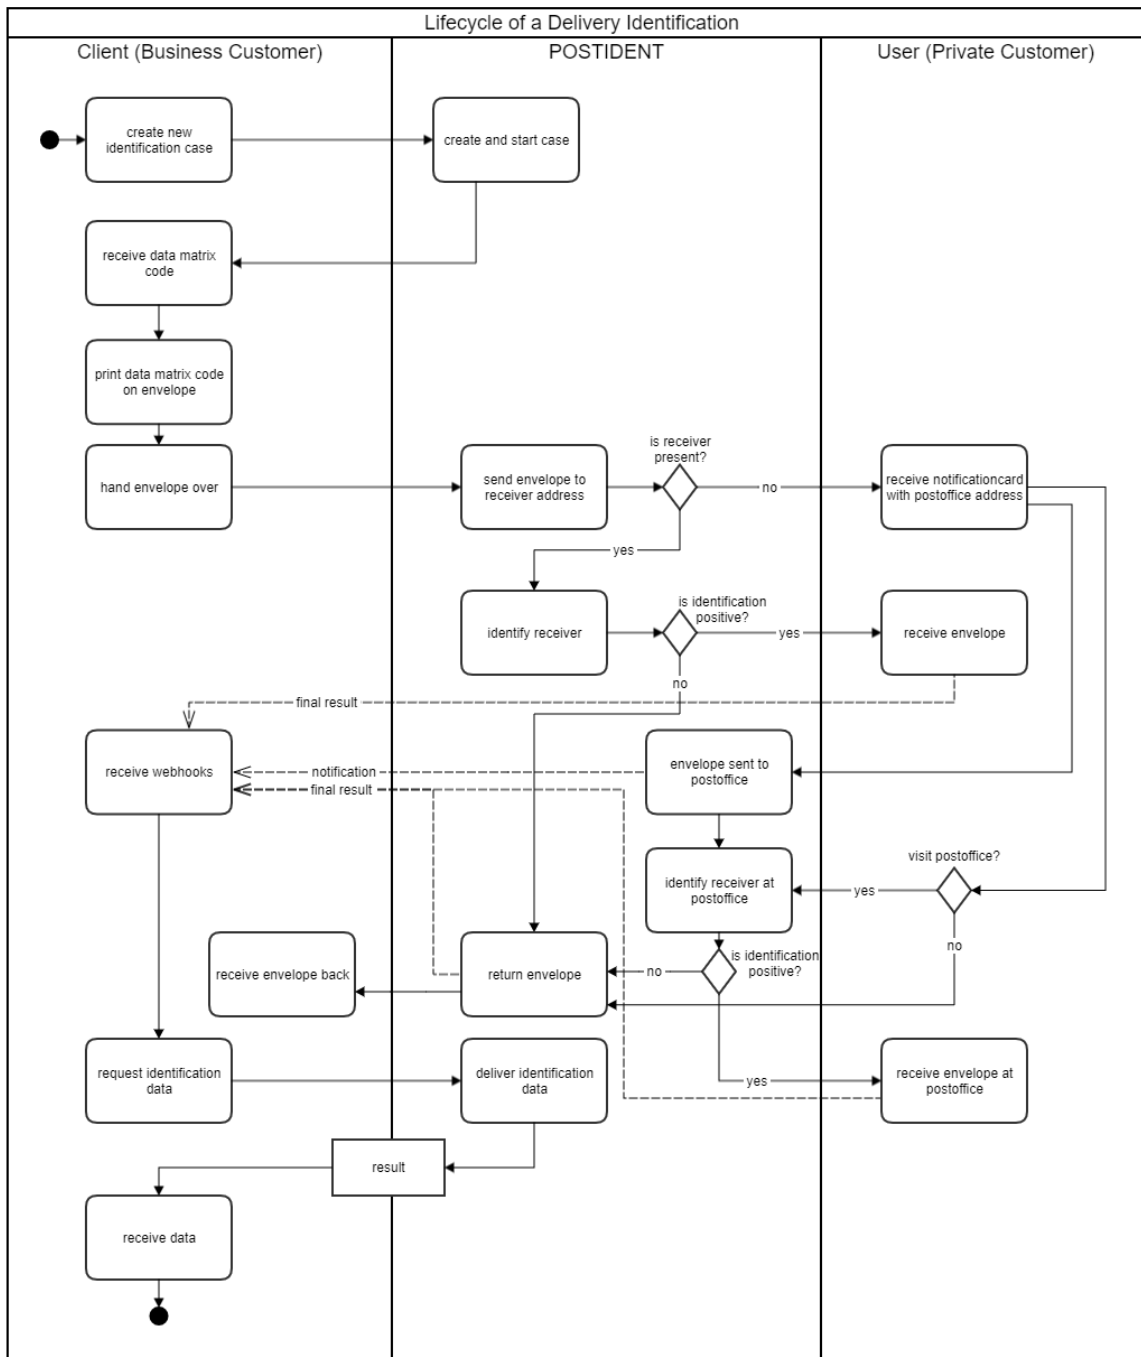 Lifecycle of a Delivery Identification
Client (Business Customer)
POSTIDENT
User (Private Customer)
create new
identification case
create and start case
receive data matrix
code
print data matrix code
on envelope
hand envelope over
send envelope to
receiver address
is receiver
present?
no
receive notificationcard
with postoffice address
yes
identify receiver
is identification
positive?
yes
receive envelope
no
final result
receive webhooks
notification
final result
envelope sent to
postoffice
visit postoffice?
identify receiver at
postoffice
yes
no
receive envelope back
return envelope
no
is identification
positive?
request identification
data
deliver identification
data
yes
receive envelope at
postoffice
result
receive data